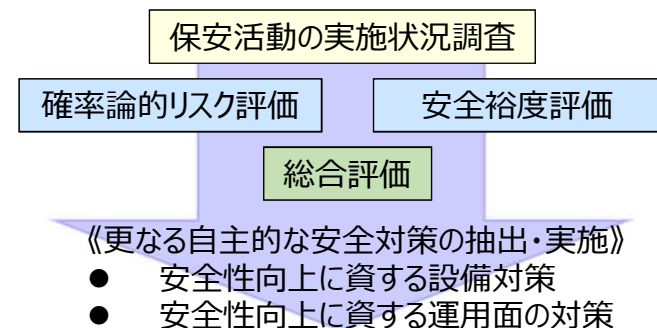 保安活動の実施状況調査
確率論的リスク評価
安全裕度評価
総合評価
《更なる自主的な安全対策の抽出・実施》
● 安全性向上に資する設備対策
● 安全性向上に資する運用面の対策